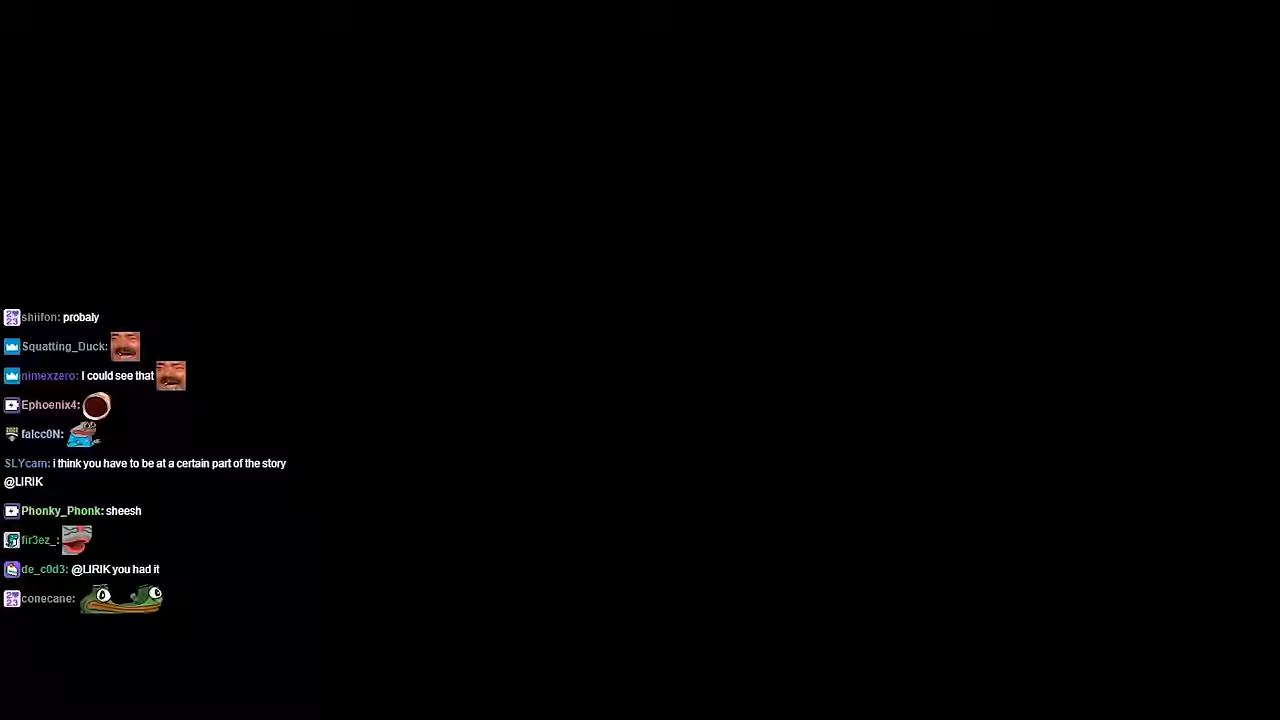 shiifon: probaly
Squatting_Duck:
nimexzero: I could see that
Ephoenix4:
falcc0N:
SLYcam: i think you have to be at a certain part of the story
@LIRIK
Phonky_Phonk: sheesh
fir3ez_:
de_c0d3: @LIRIK you had it
conecane: